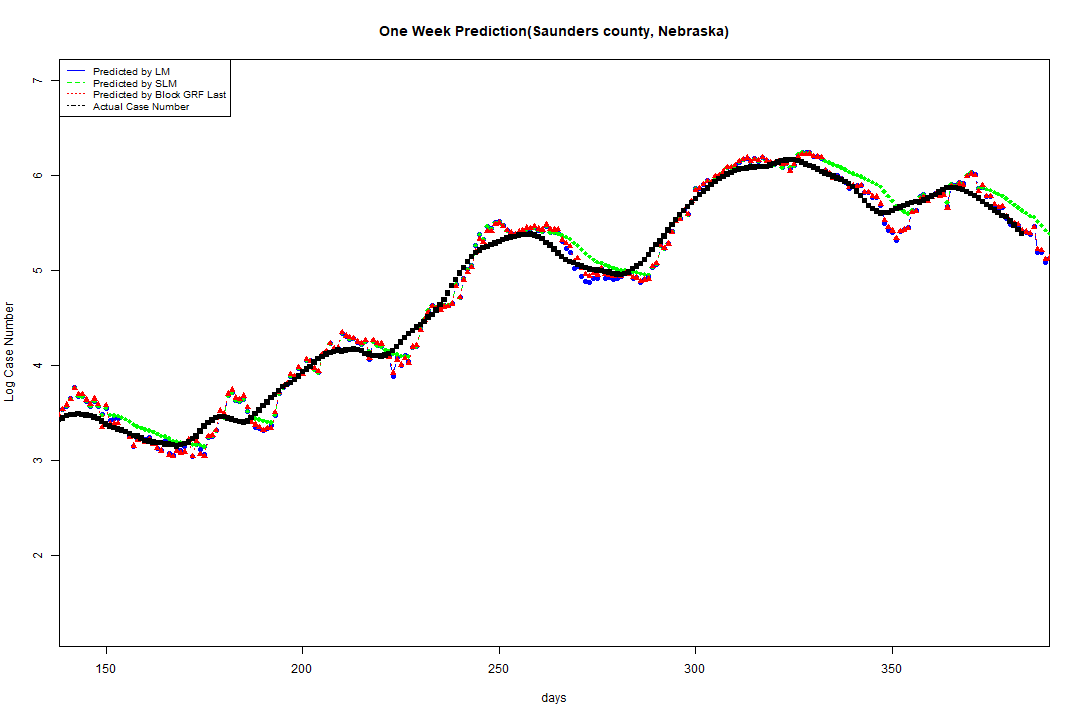 One Week Prediction(Saunders county, Nebraska)
Predicted by LM
Predicted by SLM
Predicted by Block GRF Last
Actual Case Number
7
6
5
4
3
2
Log Case Number
150 200 250 300 350
days